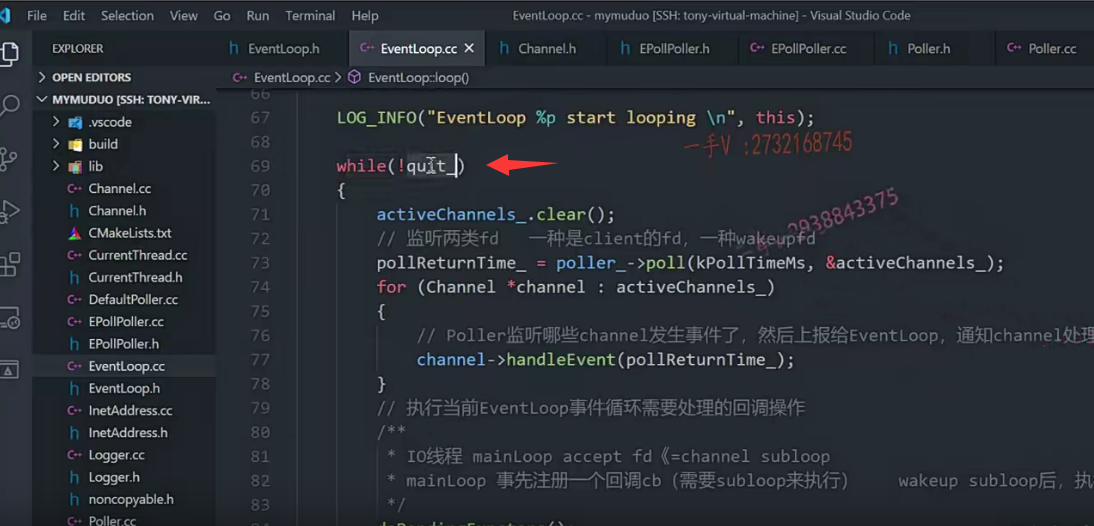 File Edit Selection View Go Run Terminal Help EventLoop.cc - mymuduo [SSH: tony-virtual-machine] - Visual Studio Code
EXPLORER
EventLoop.h EventLoop.cc Channel.h EPollPoller.h EPollPoller.cc Poller.h Poller.cc
OPEN EDITORS
MYMUDUO [SSH: TONY-VIR...
.vscode
build
lib
Channel.cc
Channel.h
CMakeLists.txt
CurrentThread.cc
CurrentThread.h
DefaultPoller.cc
EPollPoller.cc
EPollPoller.h
EventLoop.cc
EventLoop.h
InetAddress.cc
InetAddress.h
Logger.cc
Logger.h
noncopyable.h
Poller.cc
EventLoop.cc > EventLoop::loop()
66
67 LOG_INFO("EventLoop %p start looping \n", this);
68
一手V :2732168745
69 while(!quit_)
70 {
71 activeChannels_.clear();
2938843375
72 // 监听两类fd 一种是client的fd，一种wakeupfd
73 pollReturnTime_ = poller_->poll(kPollTimeMs, &activeChannels_);
74 for (Channel *channel : activeChannels_)
75 {
76 // Poller监听哪些channel发生事件了，然后上报给EventLoop，通知channel处理
77 channel->handleEvent(pollReturnTime_);
78 }
79 // 执行当前EventLoop事件循环需要处理的回调操作
80 /**
81 * IO线程 mainLoop accept fd《=channel subloop
82 * mainLoop 事先注册一个回调cb（需要subloop来执行） wakeup subloop后，执
83 */